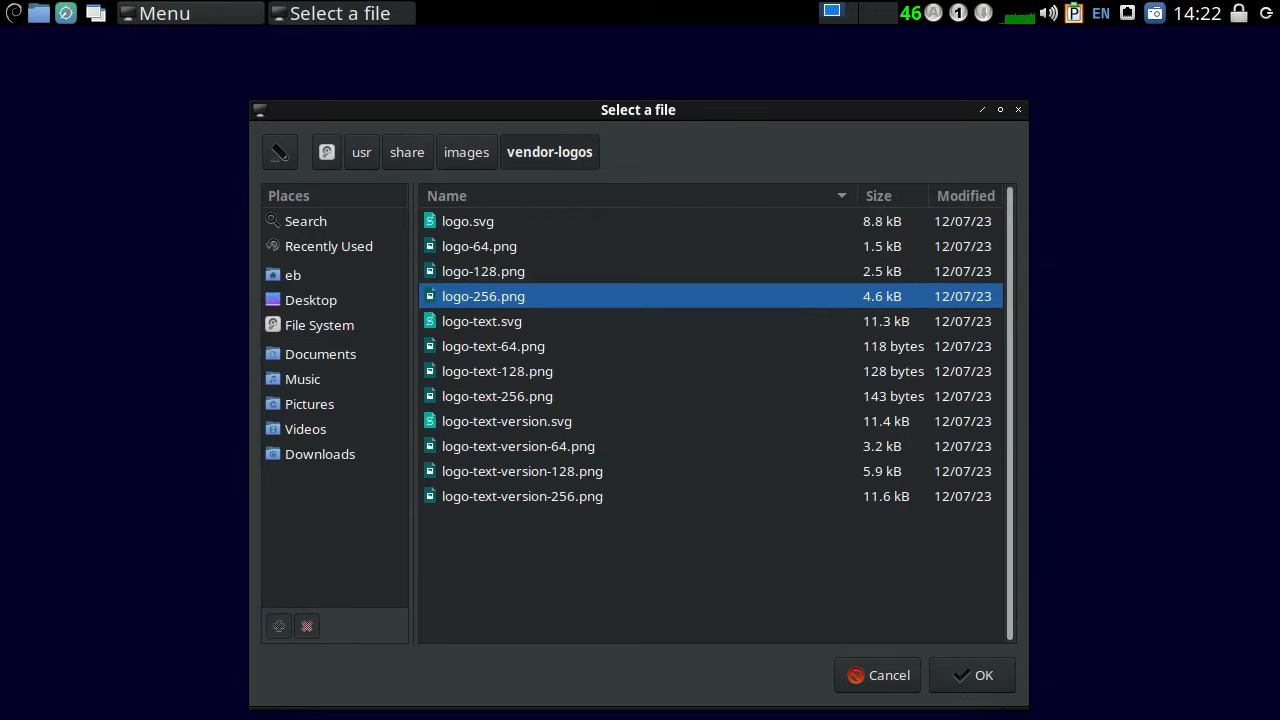 Menu Select a file 46 A 1 P EN 14:22
Select a file
usr share images vendor-logos
Places Name Size Modified
Search logo.svg 8.8 kB 12/07/23
Recently Used logo-64.png 1.5 kB 12/07/23
logo-128.png 2.5 kB 12/07/23
eb
logo-256.png 4.6 kB 12/07/23
Desktop
File System logo-text.svg 11.3 kB 12/07/23
Documents logo-text-64.png 118 bytes 12/07/23
Music logo-text-128.png 128 bytes 12/07/23
Pictures logo-text-256.png 143 bytes 12/07/23
Videos logo-text-version.svg 11.4 kB 12/07/23
Downloads logo-text-version-64.png 3.2 kB 12/07/23
logo-text-version-128.png 5.9 kB 12/07/23
logo-text-version-256.png 11.6 kB 12/07/23
Cancel OK